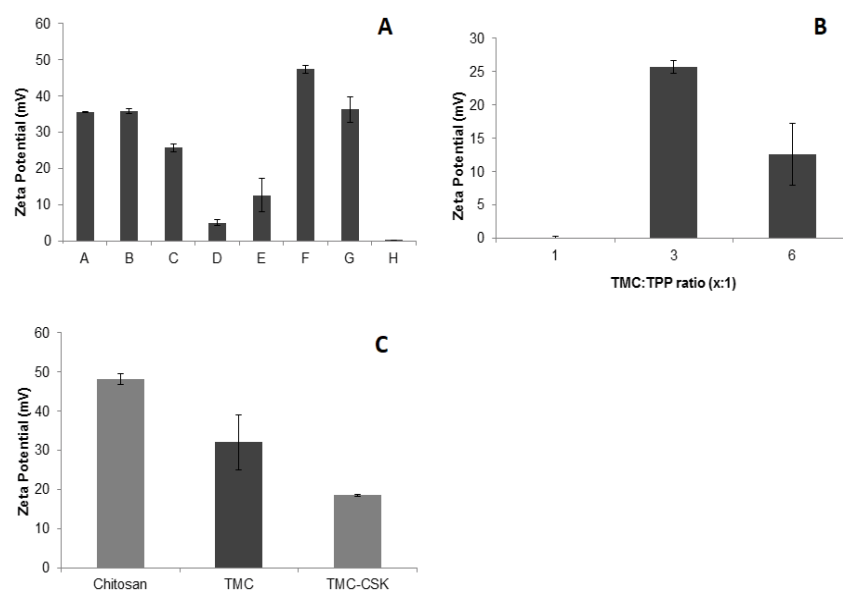 A
60
50
40
30
20
10
0
Zeta Potential (mV)
A B C D E F G H
B
30
25
20
15
10
5
0
Zeta Potential (mV)
1 3 6
TMC:TPP ratio (x:1)
C
60
50
40
30
20
10
0
Zeta Potential (mV)
Chitosan TMC TMC-CSK